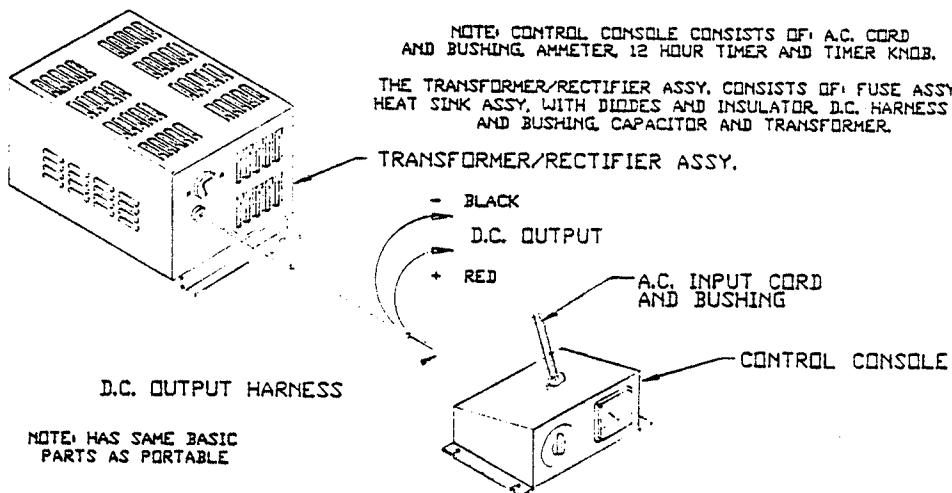 NOTE: CONTROL CONSOLE CONSISTS OF: A.C. CORD
AND BUSHING, AMMETER, 12 HOUR TIMER AND TIMER KNOB.
THE TRANSFORMER/RECTIFIER ASSY. CONSISTS OF: FUSE ASSY
HEAT SINK ASSY. WITH DIODES AND INSULATOR, D.C. HARNESS
AND BUSHING, CAPACITOR AND TRANSFORMER.
TRANSFORMER/RECTIFIER ASSY.
- BLACK
D.C. OUTPUT
+ RED
A.C. INPUT CORD
AND BUSHING
CONTROL CONSOLE
D.C. OUTPUT HARNESS
NOTE: HAS SAME BASIC
PARTS AS PORTABLE